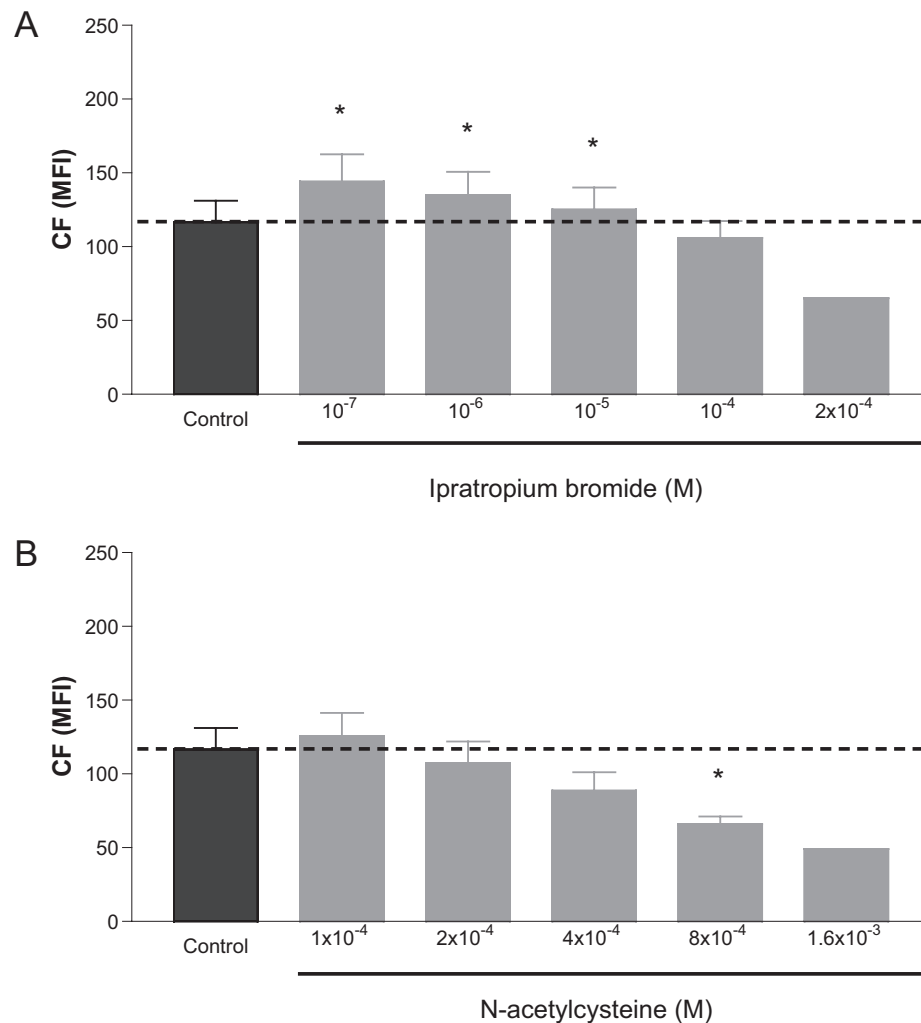 A
250
200
150
100
50
0
CF (MFI)
*
*
*
Control
10⁻⁷
10⁻⁶
10⁻⁵
10⁻⁴
2x10⁻⁴
Ipratropium bromide (M)
B
250
200
150
100
50
0
CF (MFI)
*
Control
1x10⁻⁴
2x10⁻⁴
4x10⁻⁴
8x10⁻⁴
1.6x10⁻³
N-acetylcysteine (M)